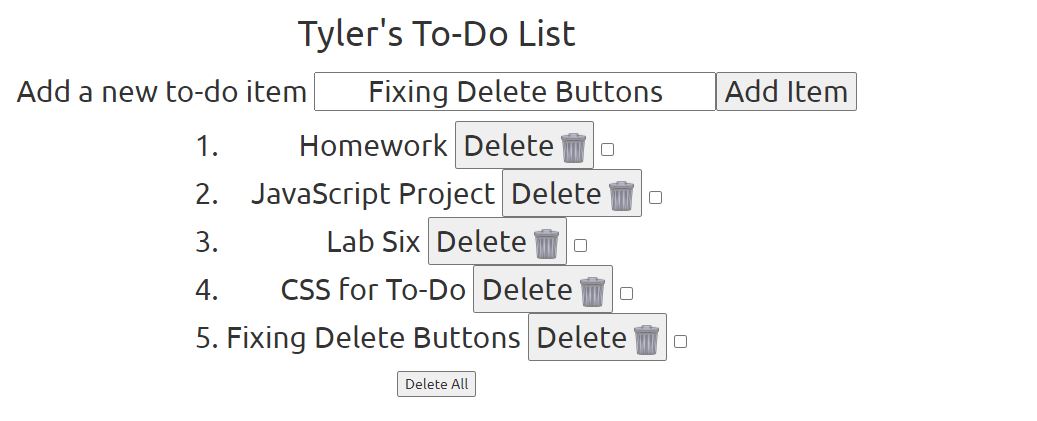 Tyler's To-Do List
Add a new to-do item Fixing Delete Buttons Add Item
1. Homework Delete
2. JavaScript Project Delete
3. Lab Six Delete
4. CSS for To-Do Delete
5. Fixing Delete Buttons Delete
Delete All